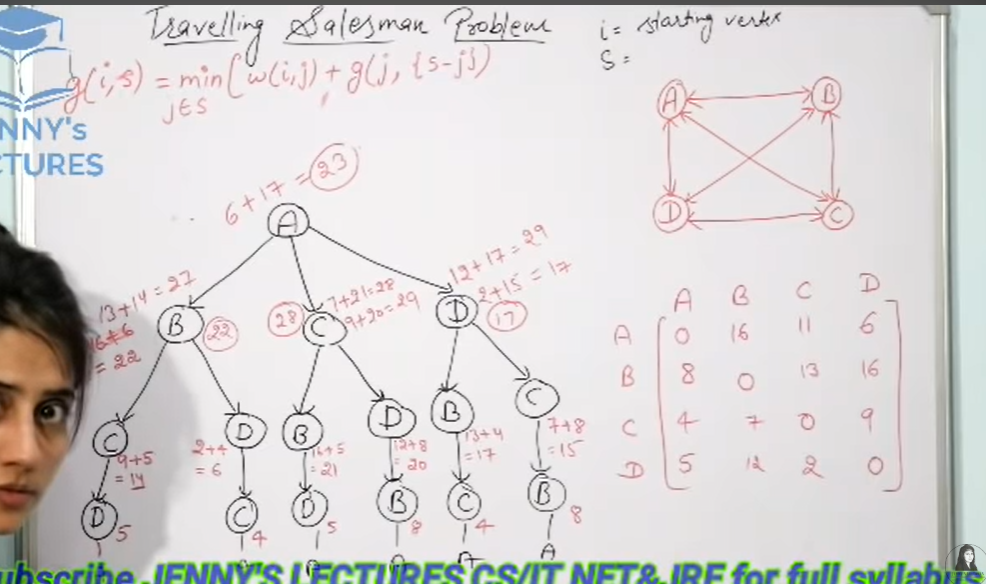 Travelling Salesman Problem
i = starting vertex
S =
g(i,s) = min (w(i,j) + g(j, {s-j})
j∈S
NNY's
CTURES
6+17 = 23
A
B
D
C
A
13+14 = 27
16+6
= 22
B
22
28
C
7+21=28
9+20=29
D
12+17 = 29
2+15 = 17
17
C
9+5
= 14
D
2+4
= 6
B
16+5
= 21
D
12+8
= 20
B
13+4
= 17
C
7+8
= 15
D
5
C
4
D
5
B
8
C
4
B
8
A
A B C D
A 0 16 11 6
B 8 0 13 16
C 4 7 0 9
D 5 12 2 0
ubscribe JENNY'S LECTURES CS/IT NET&JRF for full syllabus